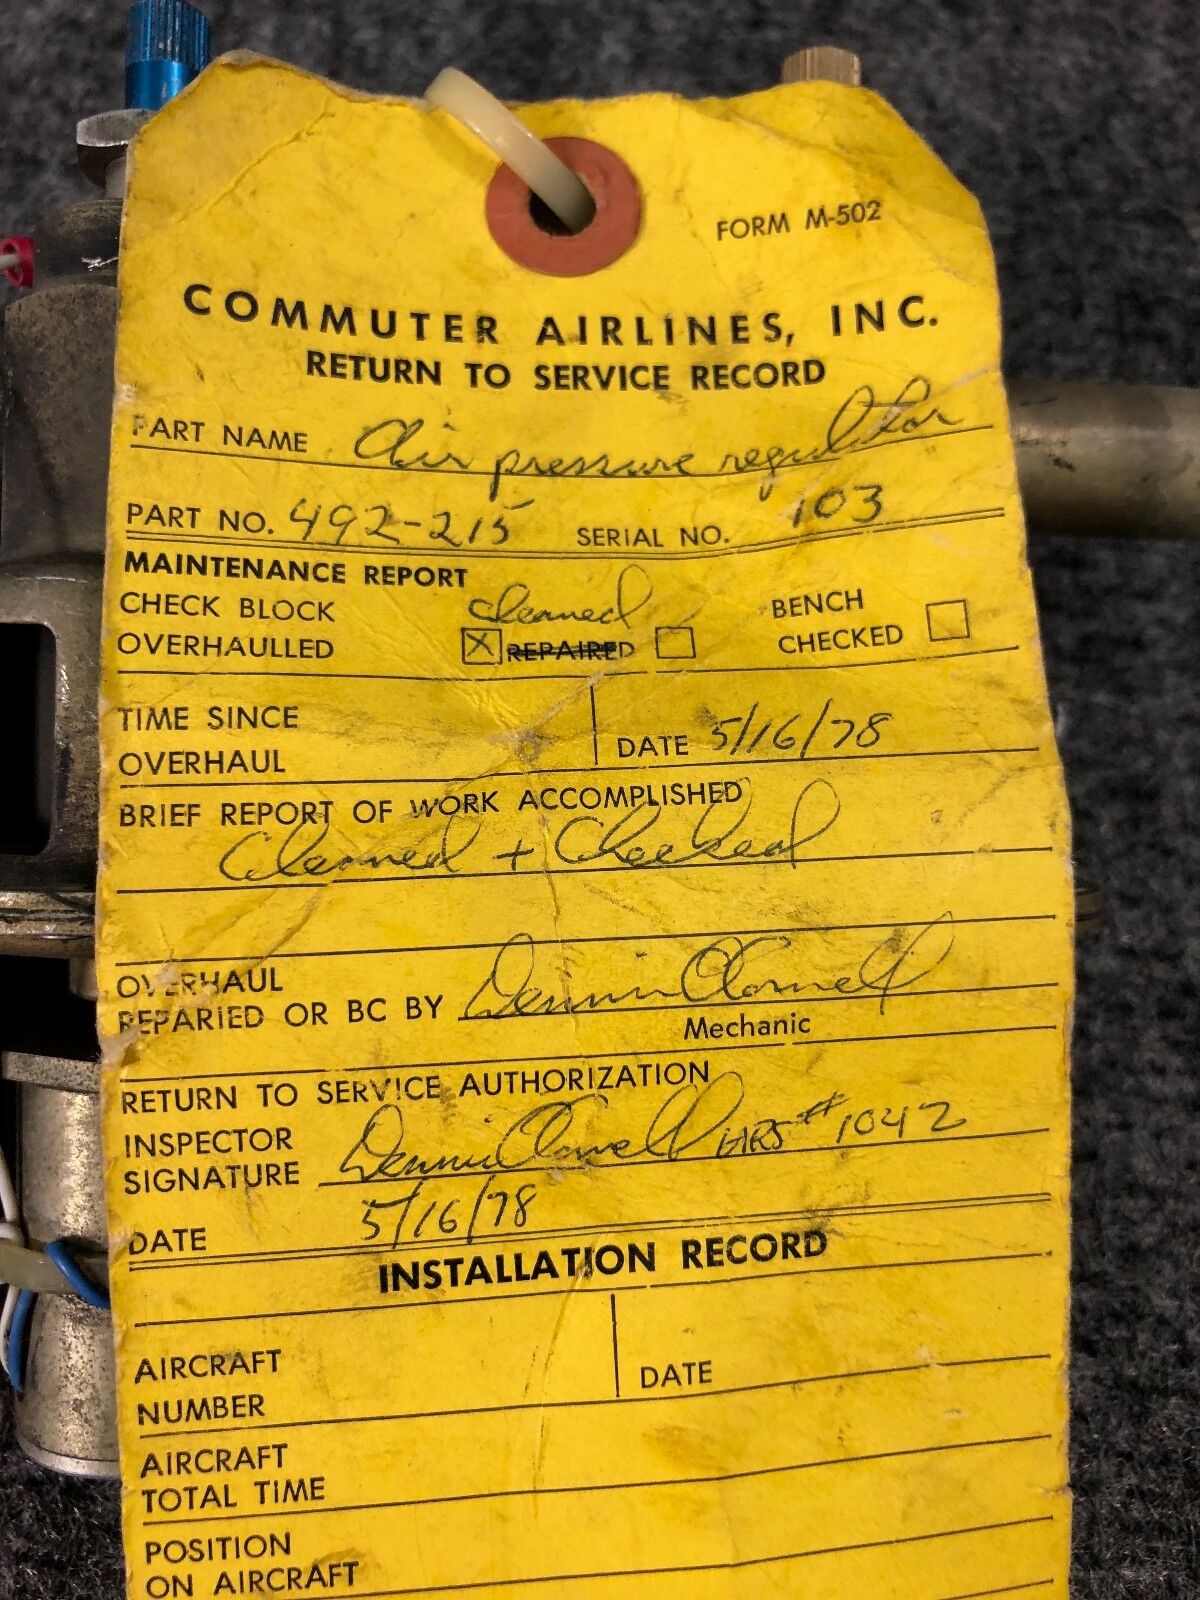 FORM M-502
COMMUTER AIRLINES, INC.
RETURN TO SERVICE RECORD
PART NAME Air pressure regulator
PART NO. 492-215 SERIAL NO. 103
MAINTENANCE REPORT
CHECK BLOCK cleaned BENCH
OVERHAULLED X REPAIRED CHECKED
TIME SINCE
OVERHAUL DATE 5/16/78
BRIEF REPORT OF WORK ACCOMPLISHED
Cleaned + Checked
OVERHAUL
REPARIED OR BC BY Dennis
Mechanic
RETURN TO SERVICE AUTHORIZATION
INSPECTOR
SIGNATURE Dennis #1042
DATE 5/16/78
INSTALLATION RECORD
AIRCRAFT
NUMBER DATE
AIRCRAFT
TOTAL TIME
POSITION
ON AIRCRAFT